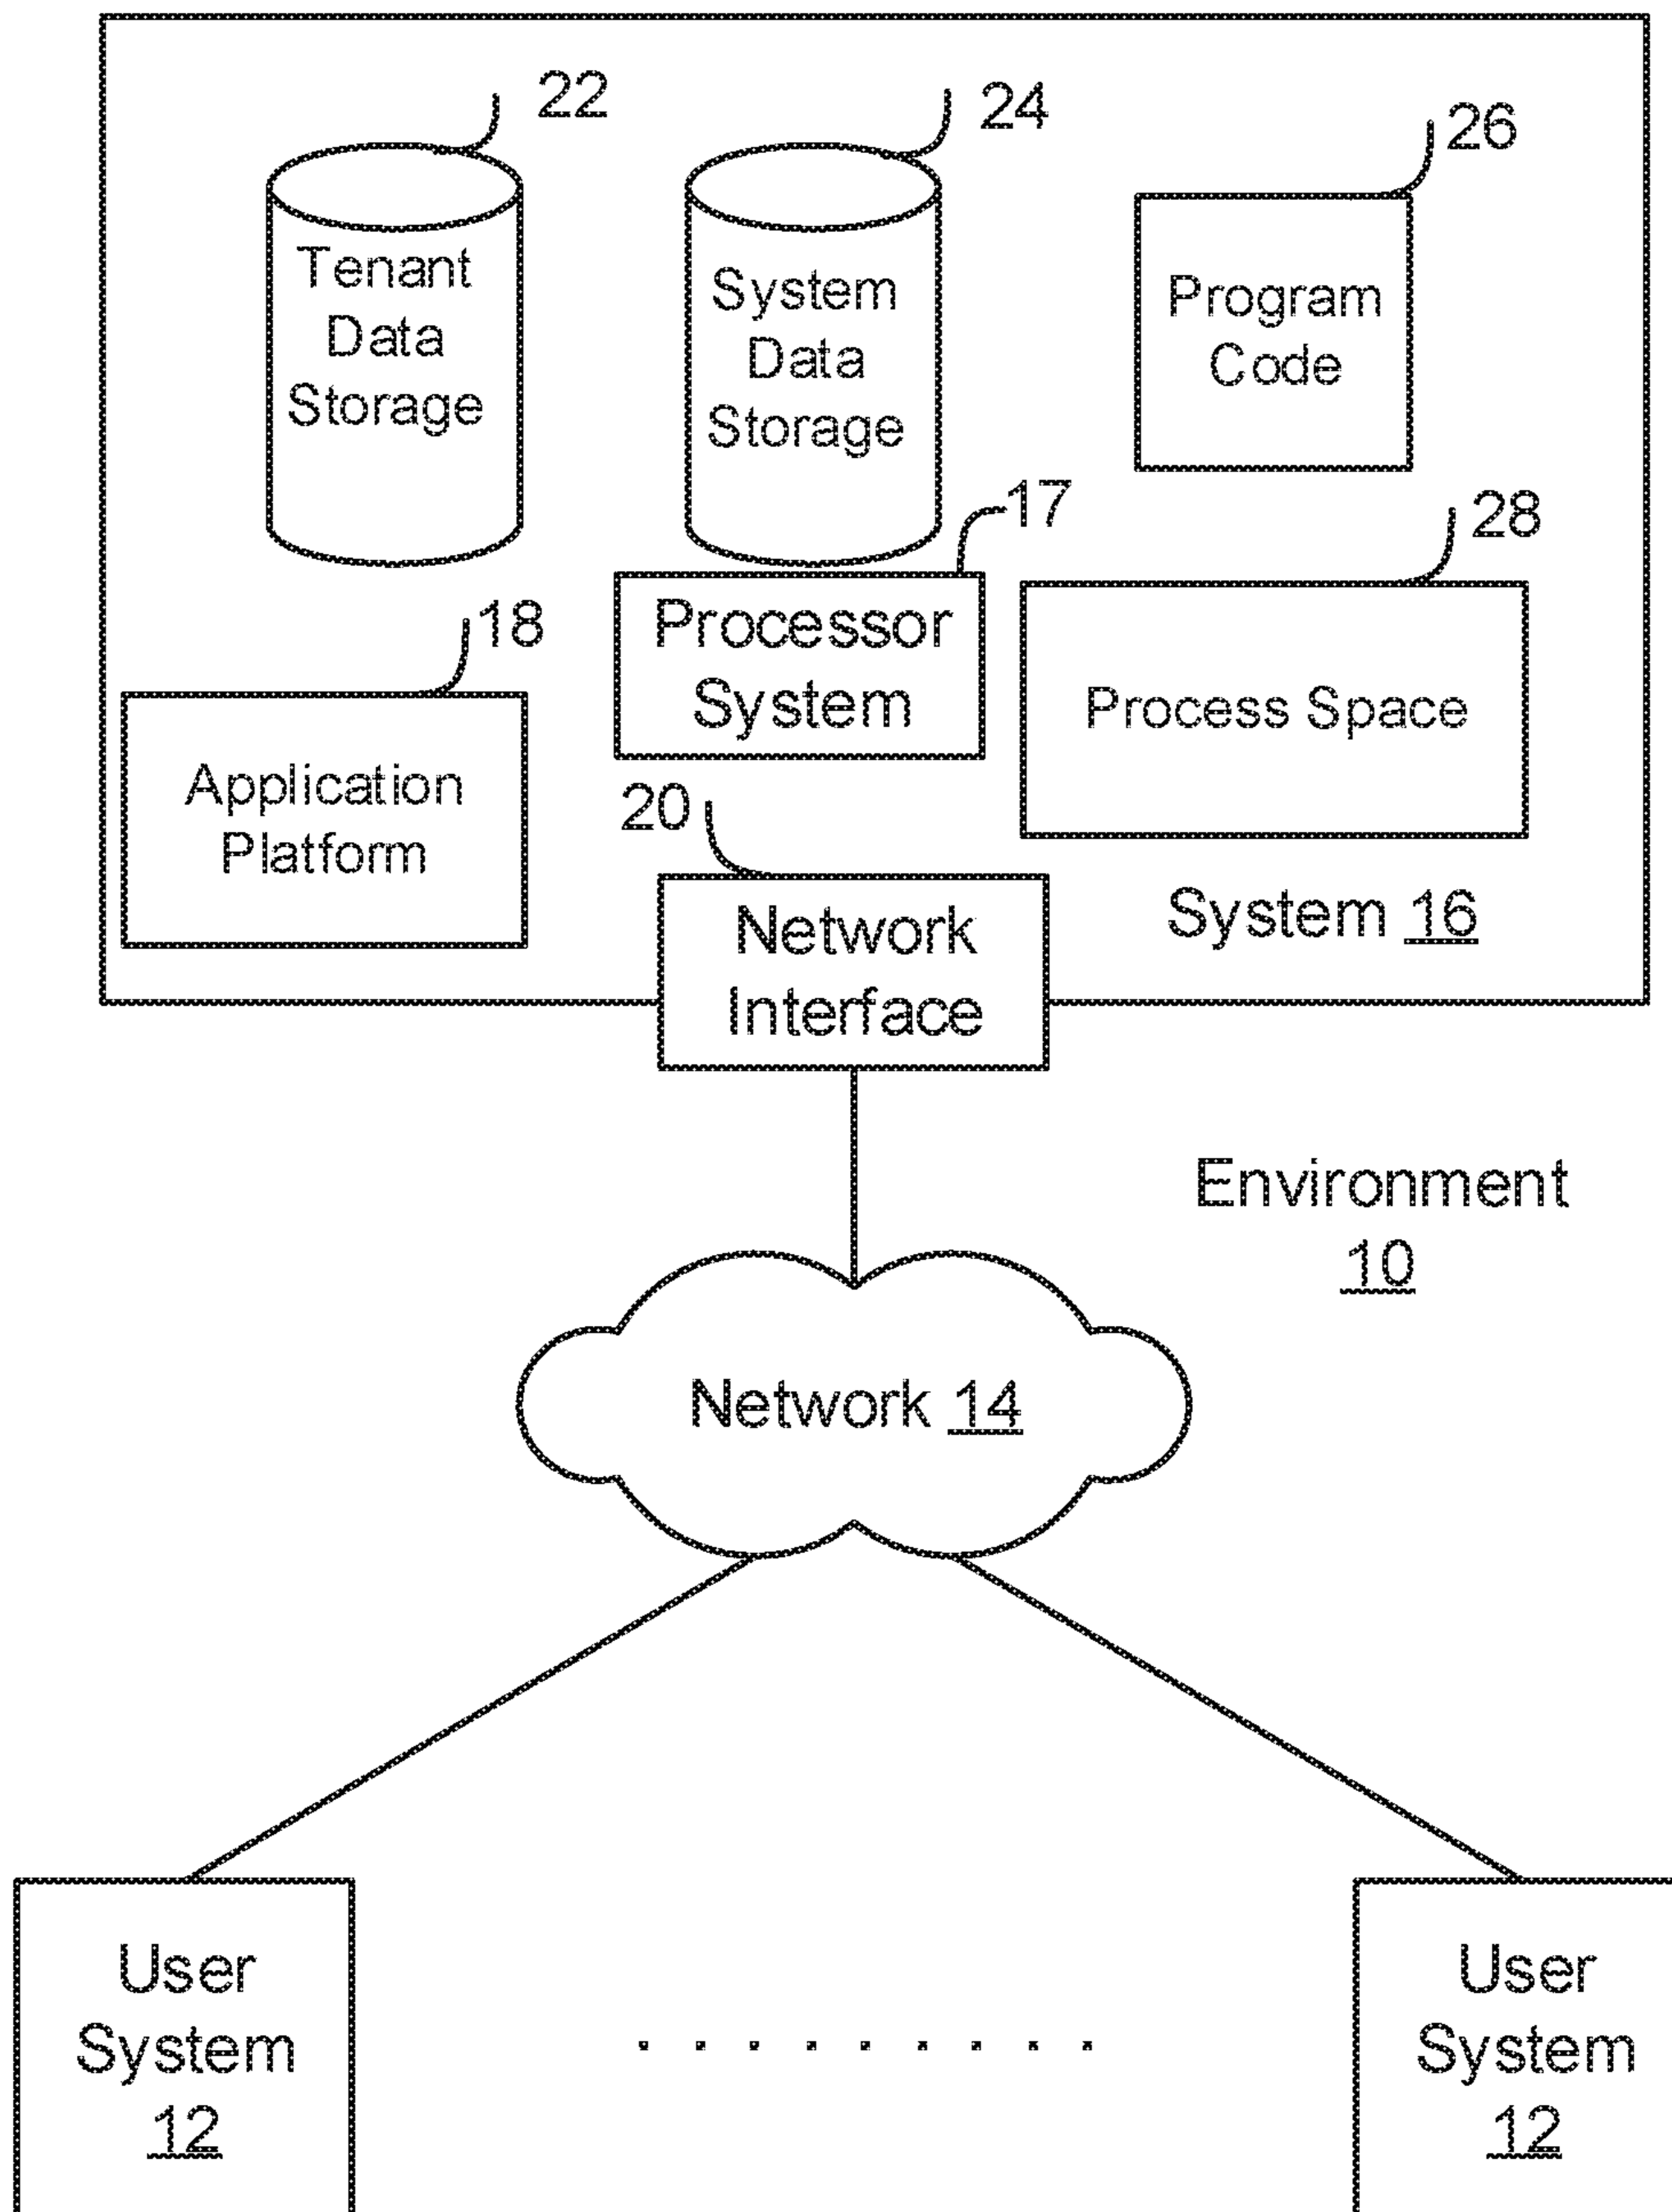 22
24
26
Tenant
Data
Storage
System
Data
Storage
Program
Code
17
28
18
Processor
System
Process Space
Application
Platform
20
Network
Interface
System 16
Environment
10
Network 14
User
System
12
User
System
12